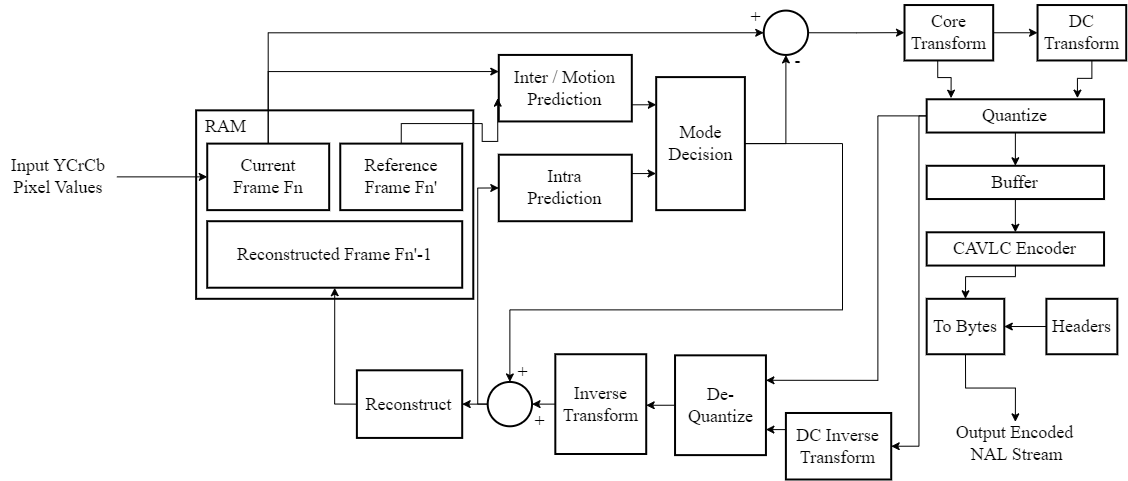 +
Core
Transform
DC
Transform
-
Inter / Motion
Prediction
Quantize
RAM
Mode
Decision
Input YCrCb
Pixel Values
Current
Frame Fn
Reference
Frame Fn'
Intra
Prediction
Buffer
Reconstructed Frame Fn'-1
CAVLC Encoder
To Bytes
Headers
+
Reconstruct
+
Inverse
Transform
De-
Quantize
DC Inverse
Transform
Output Encoded
NAL Stream